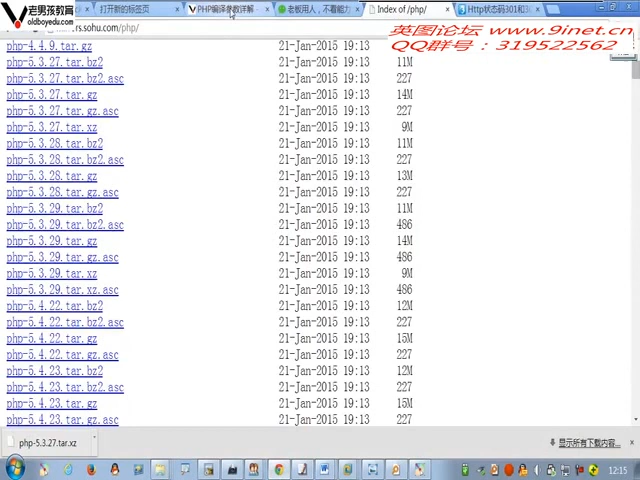 老男孩教育
oldboyedu.com
打开新的标签页
PHP编译参数详解
老板用人,不看能力
Index of /php/
Http状态码301和3
rs.sohu.com/php/
英图论坛 www.9inet.cn
QQ群号：319522562
php-4.4.9.tar.gz 21-Jan-2015 19:13
php-5.3.27.tar.bz2 21-Jan-2015 19:13 11M
php-5.3.27.tar.bz2.asc 21-Jan-2015 19:13 227
php-5.3.27.tar.gz 21-Jan-2015 19:13 14M
php-5.3.27.tar.gz.asc 21-Jan-2015 19:13 227
php-5.3.27.tar.xz 21-Jan-2015 19:13 9M
php-5.3.28.tar.bz2 21-Jan-2015 19:13 11M
php-5.3.28.tar.bz2.asc 21-Jan-2015 19:13 227
php-5.3.28.tar.gz 21-Jan-2015 19:13 13M
php-5.3.28.tar.gz.asc 21-Jan-2015 19:13 227
php-5.3.29.tar.bz2 21-Jan-2015 19:13 11M
php-5.3.29.tar.bz2.asc 21-Jan-2015 19:13 486
php-5.3.29.tar.gz 21-Jan-2015 19:13 14M
php-5.3.29.tar.gz.asc 21-Jan-2015 19:13 486
php-5.3.29.tar.xz 21-Jan-2015 19:13 9M
php-5.3.29.tar.xz.asc 21-Jan-2015 19:13 486
php-5.4.22.tar.bz2 21-Jan-2015 19:13 12M
php-5.4.22.tar.bz2.asc 21-Jan-2015 19:13 227
php-5.4.22.tar.gz 21-Jan-2015 19:13 15M
php-5.4.22.tar.gz.asc 21-Jan-2015 19:13 227
php-5.4.23.tar.bz2 21-Jan-2015 19:13 12M
php-5.4.23.tar.bz2.asc 21-Jan-2015 19:13 227
php-5.4.23.tar.gz 21-Jan-2015 19:13 15M
php-5.4.23.tar.gz.asc 21-Jan-2015 19:13 227
php-5.3.27.tar.xz
显示所有下载内容...
12:15